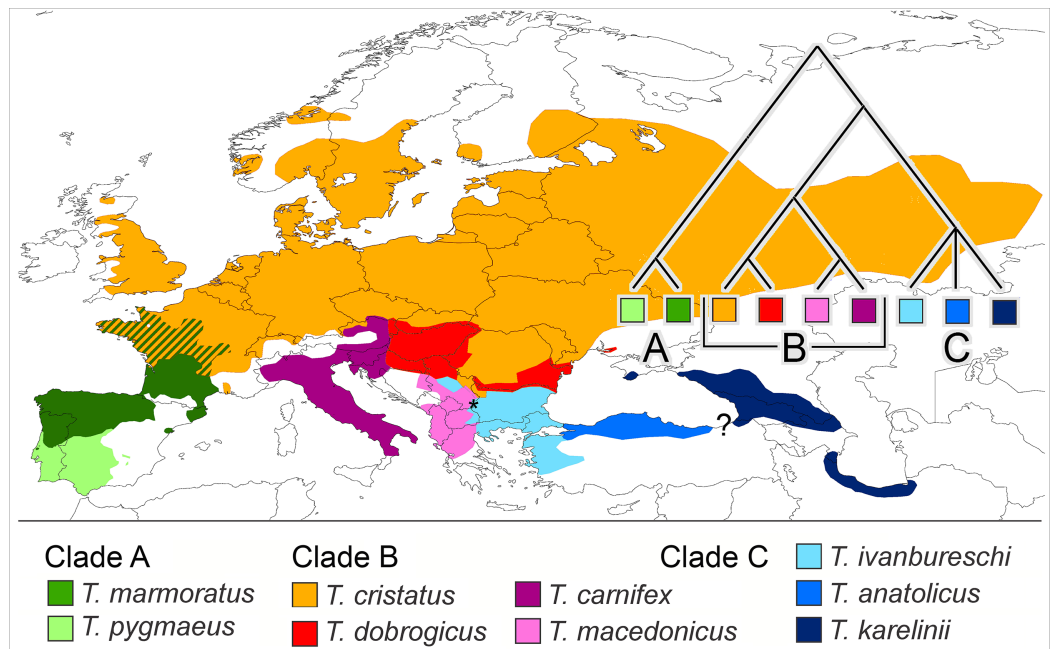 A B C
?
*
Clade A
T. marmoratus
T. pygmaeus
Clade B
T. cristatus
T. dobrogicus
T. carnifex
T. macedonicus
Clade C
T. ivanbureschi
T. anatolicus
T. karelinii